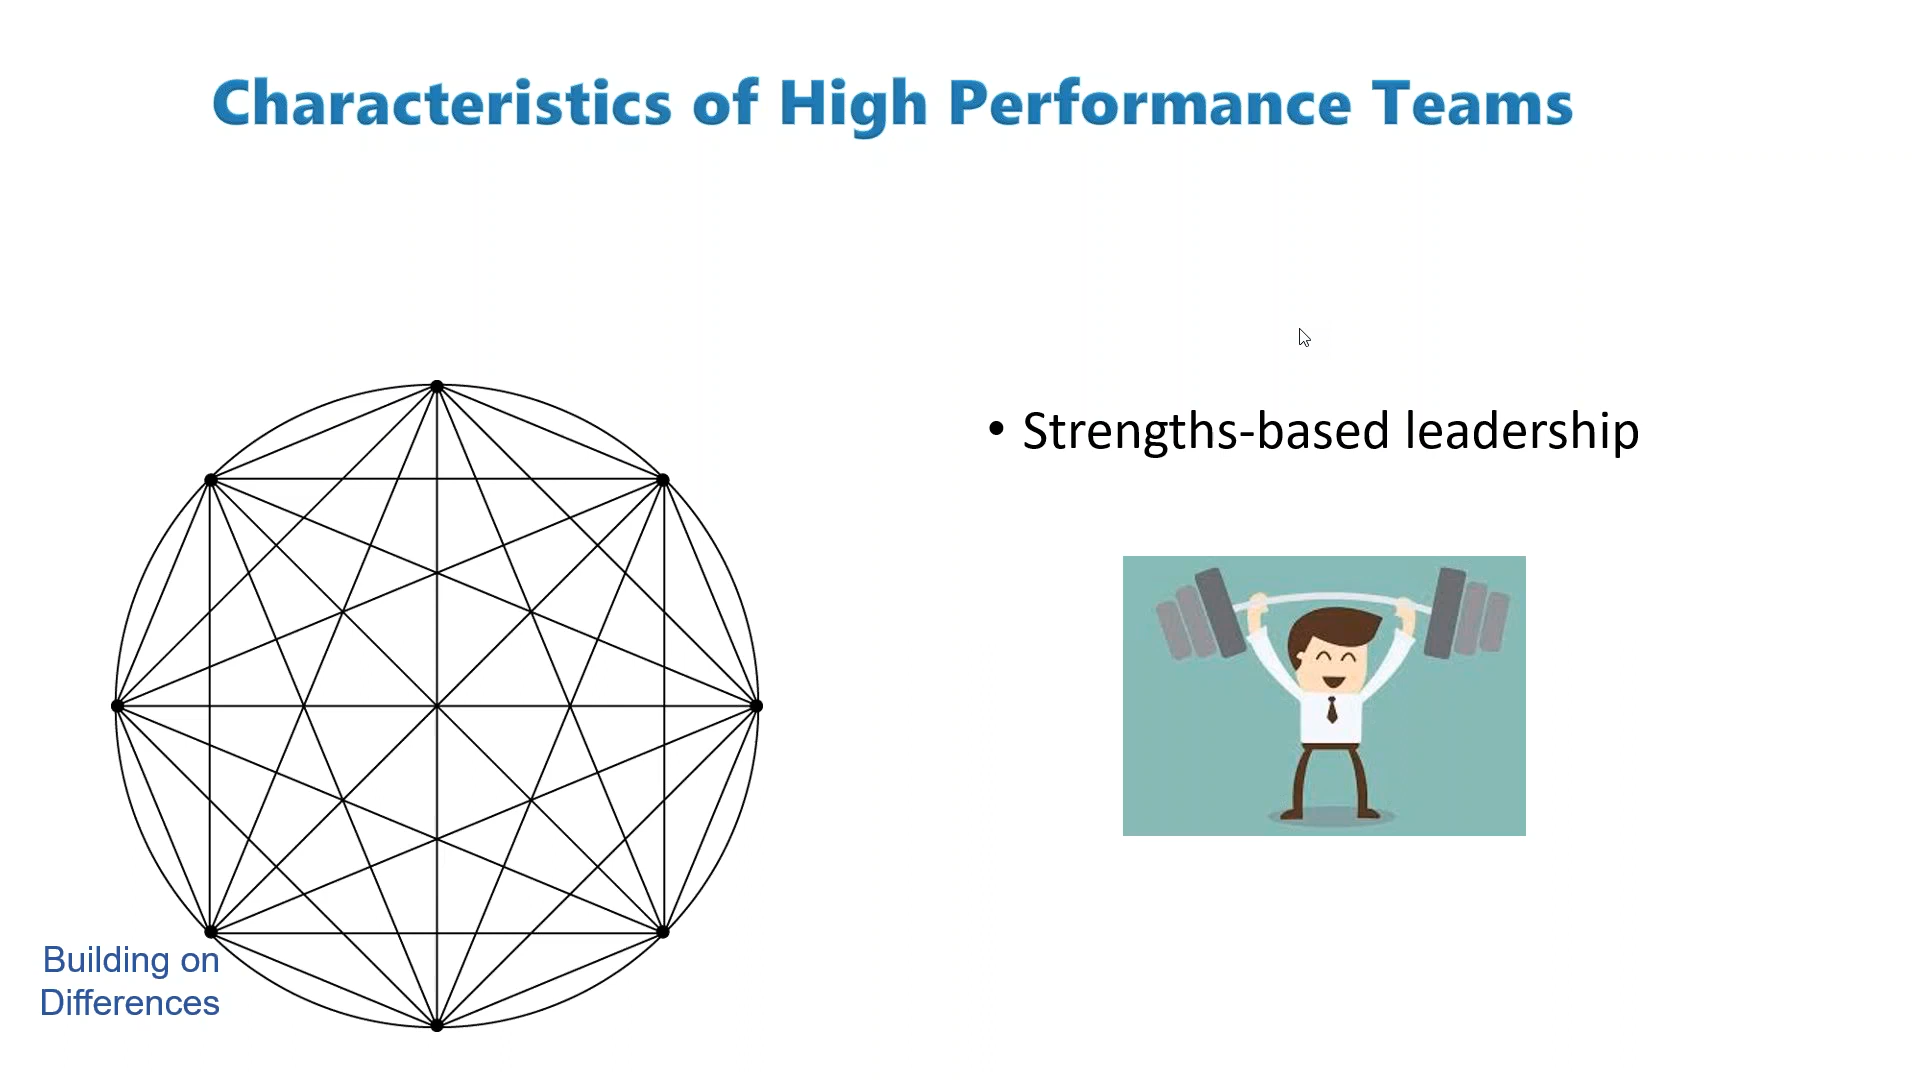 Characteristics of High Performance Teams
• Strengths-based leadership
Building on
Differences